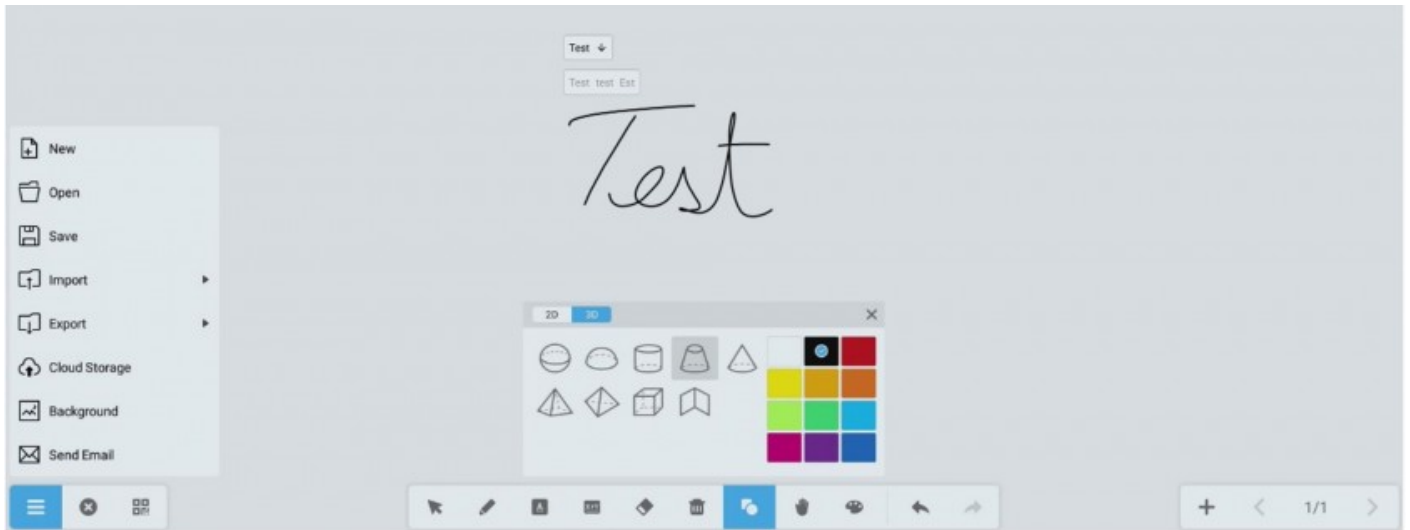 Test
Test test Est
Test
New
Open
Save
Import
Export
Cloud Storage
Background
Send Email
2D 3D
A
1/1